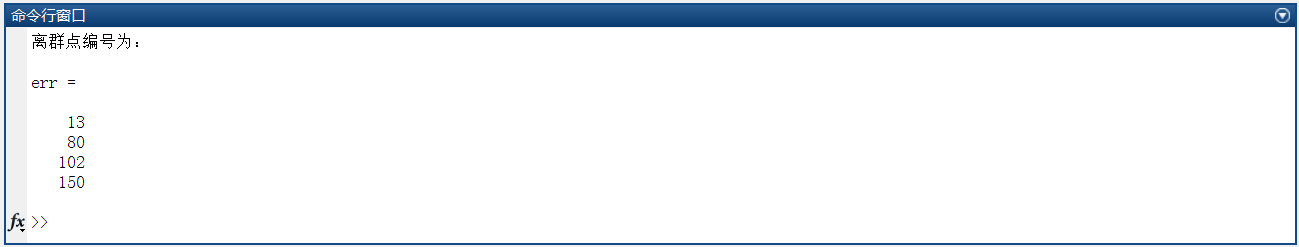 命令行窗口
离群点编号为:
err =
13
80
102
150
fx >>